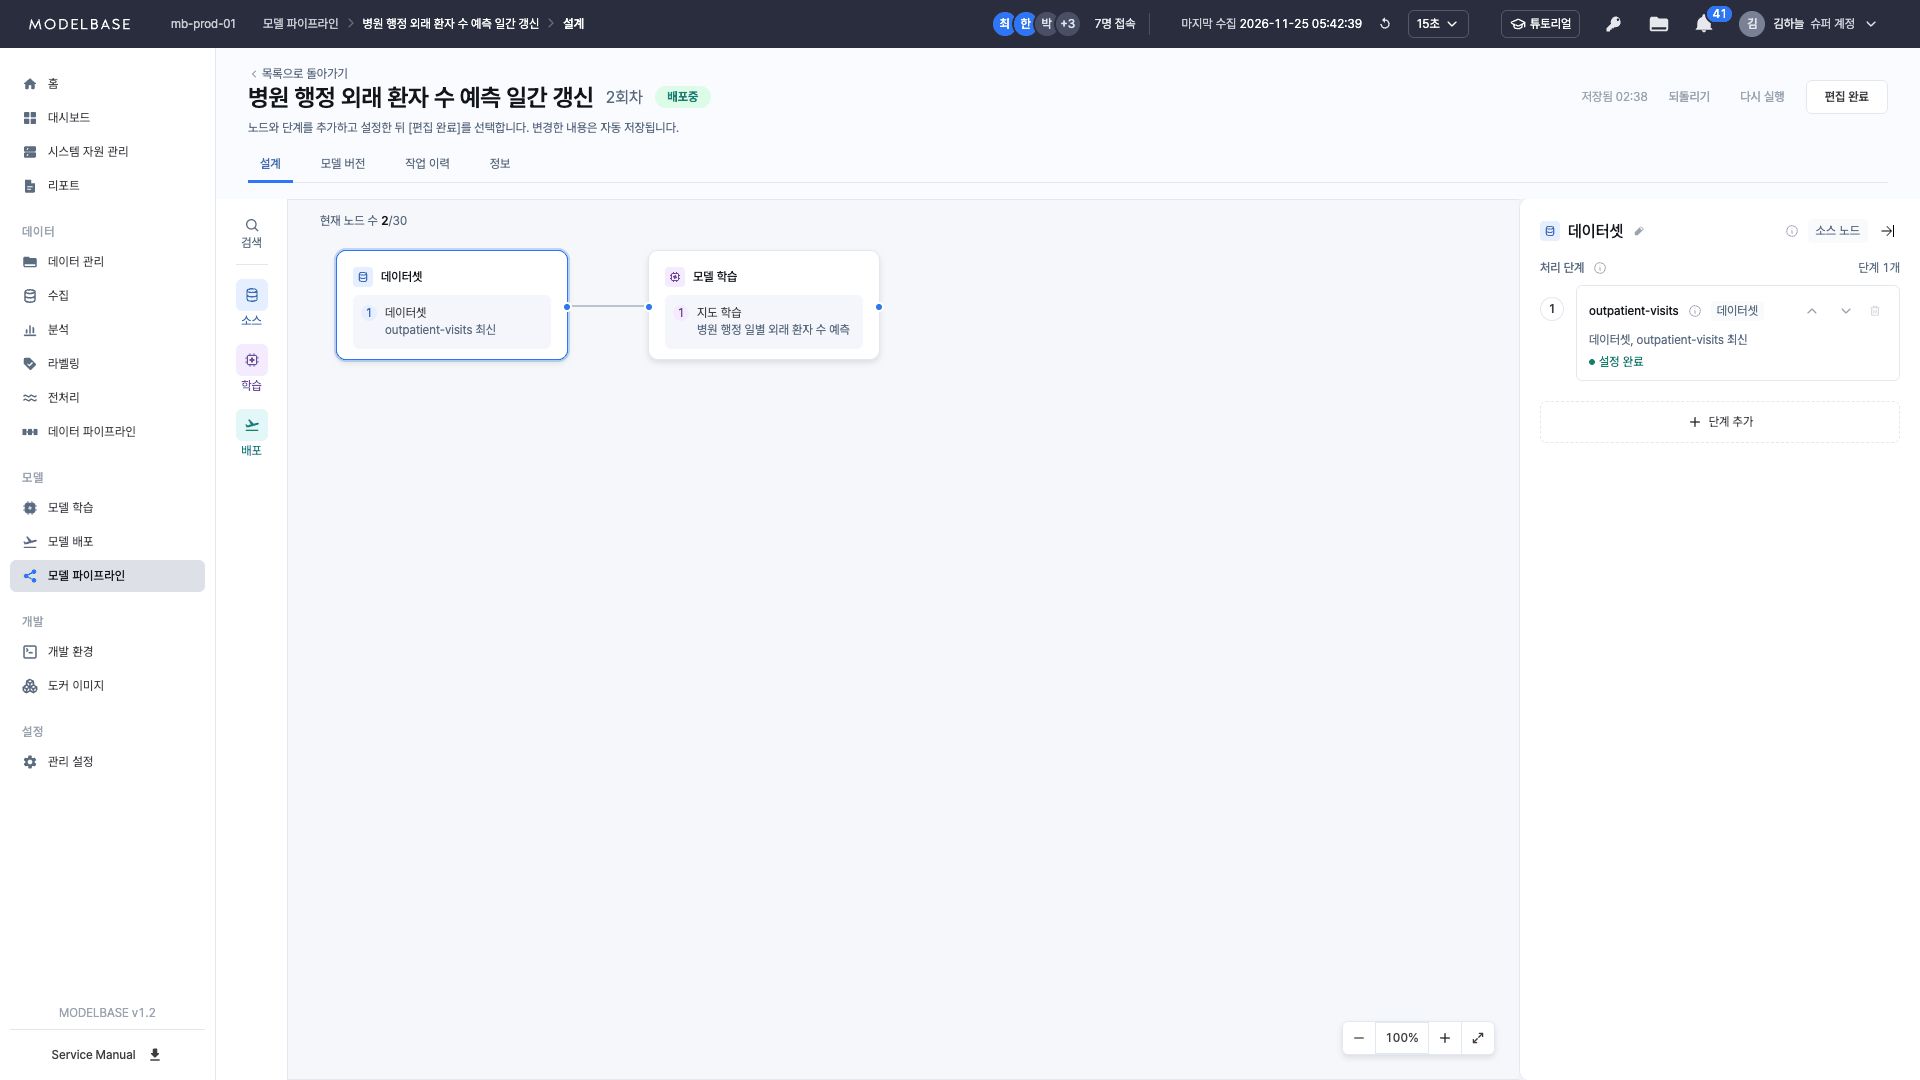 MODELBASE
mb-prod-01
모델 파이프라인 > 병원 행정 외래 환자 수 예측 일간 갱신 > 설계
최 한 박 +3 7명 접속
마지막 수집 2026-11-25 05:42:39
15초
튜토리얼
41
김 김하늘 슈퍼 계정
홈
대시보드
시스템 자원 관리
리포트
데이터
데이터 관리
수집
분석
라벨링
전처리
데이터 파이프라인
모델
모델 학습
모델 배포
모델 파이프라인
개발
개발 환경
도커 이미지
설정
관리 설정
MODELBASE v1.2
Service Manual
목록으로 돌아가기
병원 행정 외래 환자 수 예측 일간 갱신 2회차 배포중
노드와 단계를 추가하고 설정한 뒤 [편집 완료]를 선택합니다. 변경한 내용은 자동 저장됩니다.
저장됨 02:38 되돌리기 다시 실행 편집 완료
설계 모델 버전 작업 이력 정보
검색
소스
학습
배포
현재 노드 수 2/30
데이터셋
1 데이터셋
outpatient-visits 최신
모델 학습
1 지도 학습
병원 행정 일별 외래 환자 수 예측
100%
데이터셋
소스 노드
처리 단계
단계 1개
1
outpatient-visits 데이터셋
데이터셋, outpatient-visits 최신
설정 완료
단계 추가